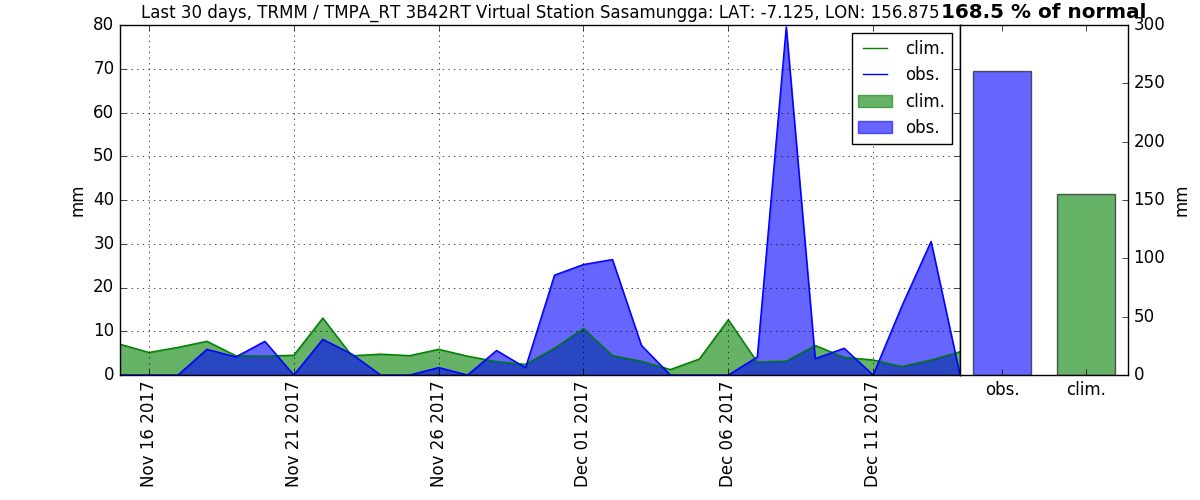 Last 30 days, TRMM / TMPA_RT 3B42RT Virtual Station Sasamungga: LAT: -7.125, LON: 156.875 168.5 % of normal
80
70
60
50
40
30
20
10
0
mm
clim.
obs.
clim.
obs.
300
250
200
150
100
50
0
mm
Nov 16 2017
Nov 21 2017
Nov 26 2017
Dec 01 2017
Dec 06 2017
Dec 11 2017
obs.
clim.